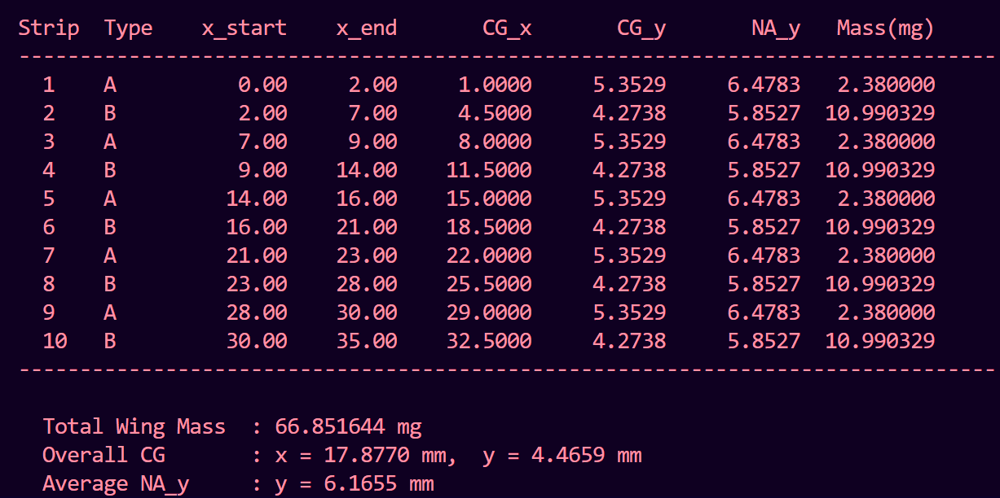 Strip  Type    x_start    x_end       CG_x       CG_y       NA_y   Mass(mg)
--------------------------------------------------------------------------------
  1    A          0.00     2.00     1.0000     5.3529     6.4783   2.380000
  2    B          2.00     7.00     4.5000     4.2738     5.8527  10.990329
  3    A          7.00     9.00     8.0000     5.3529     6.4783   2.380000
  4    B          9.00    14.00    11.5000     4.2738     5.8527  10.990329
  5    A         14.00    16.00    15.0000     5.3529     6.4783   2.380000
  6    B         16.00    21.00    18.5000     4.2738     5.8527  10.990329
  7    A         21.00    23.00    22.0000     5.3529     6.4783   2.380000
  8    B         23.00    28.00    25.5000     4.2738     5.8527  10.990329
  9    A         28.00    30.00    29.0000     5.3529     6.4783   2.380000
  10   B         30.00    35.00    32.5000     4.2738     5.8527  10.990329
--------------------------------------------------------------------------------
  Total Wing Mass  : 66.851644 mg
  Overall CG       : x = 17.8770 mm,  y = 4.4659 mm
  Average NA_y     : y = 6.1655 mm